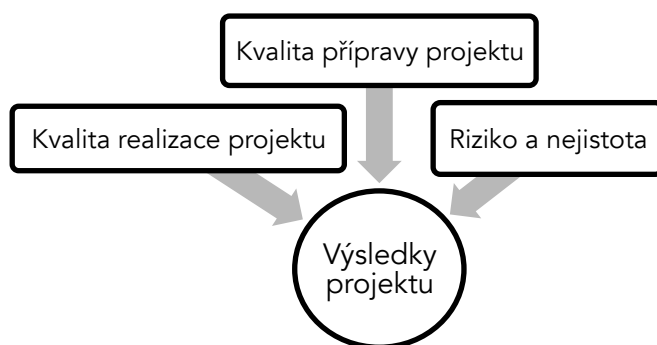 Kvalita přípravy projektu
Kvalita realizace projektu
Riziko a nejistota
Výsledky
projektu